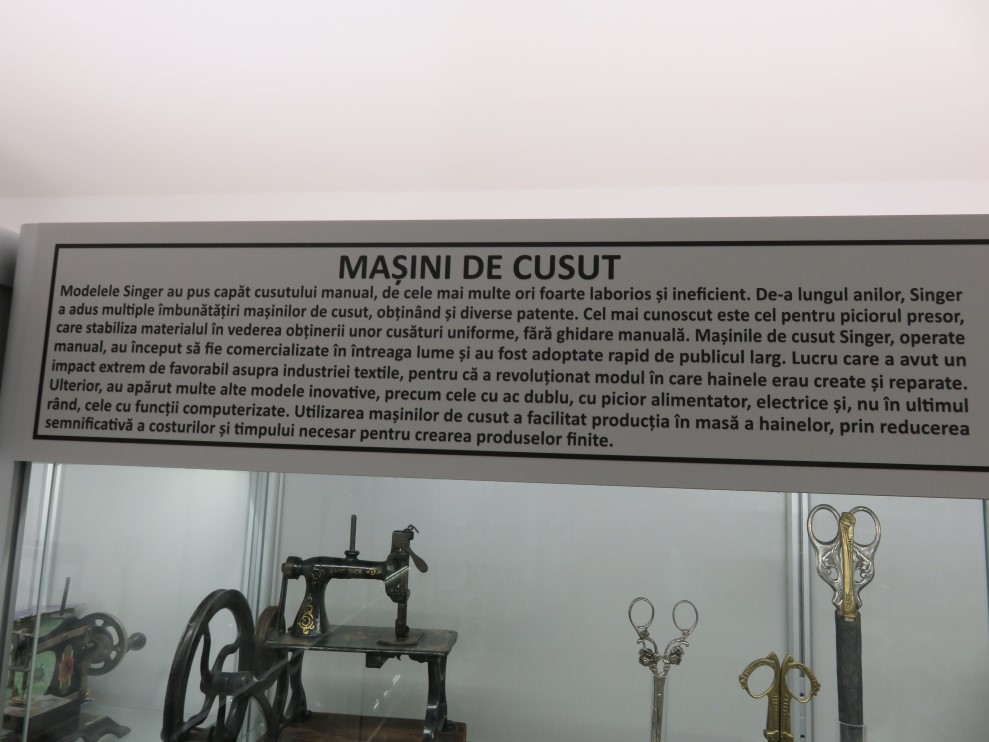 MAȘINI DE CUSUT
Modelele Singer au pus capăt cusutului manual, de cele mai multe ori foarte laborios și ineficient. De-a lungul anilor, Singer
a adus multiple îmbunătățiri mașinilor de cusut, obținând și diverse patente. Cel mai cunoscut este cel pentru piciorul presor,
care stabiliza materialul în vederea obținerii unor cusături uniforme, fără ghidare manuală. Mașinile de cusut Singer, operate
manual, au început să fie comercializate în întreaga lume și au fost adoptate rapid de publicul larg. Lucru care a avut un
impact extrem de favorabil asupra industriei textile, pentru că a revoluționat modul în care hainele erau create și reparate.
Ulterior, au apărut multe alte modele inovative, precum cele cu ac dublu, cu picior alimentator, electrice și, nu în ultimul
rând, cele cu funcții computerizate. Utilizarea mașinilor de cusut a facilitat producția în masă a hainelor, prin reducerea
semnificativă a costurilor și timpului necesar pentru crearea produselor finite.